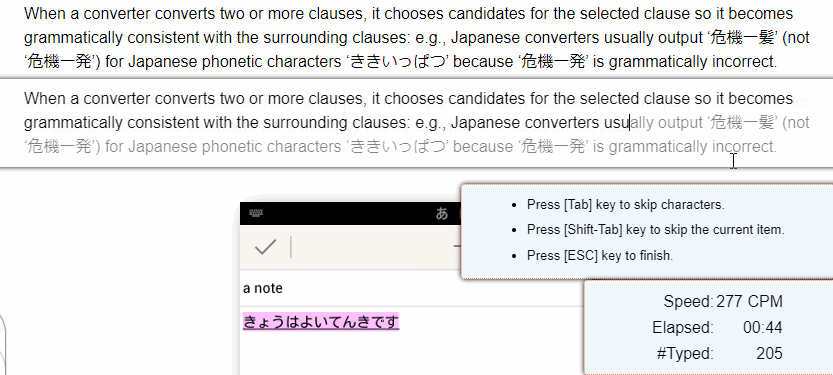 When a converter converts two or more clauses, it chooses candidates for the selected clause so it becomes
grammatically consistent with the surrounding clauses: e.g., Japanese converters usually output ‘危機一髪’ (not
‘危機一発’) for Japanese phonetic characters ‘ききいっぱつ’ because ‘危機一発’ is grammatically incorrect.
When a converter converts two or more clauses, it chooses candidates for the selected clause so it becomes
grammatically consistent with the surrounding clauses: e.g., Japanese converters usually output ‘危機一髪’ (not
‘危機一発’) for Japanese phonetic characters ‘ききいっぱつ’ because ‘危機一発’ is grammatically incorrect.
• Press [Tab] key to skip characters.
• Press [Shift-Tab] key to skip the current item.
• Press [ESC] key to finish.
あ
a note
きょうはよいてんきです
Speed: 277 CPM
Elapsed: 00:44
#Typed: 205